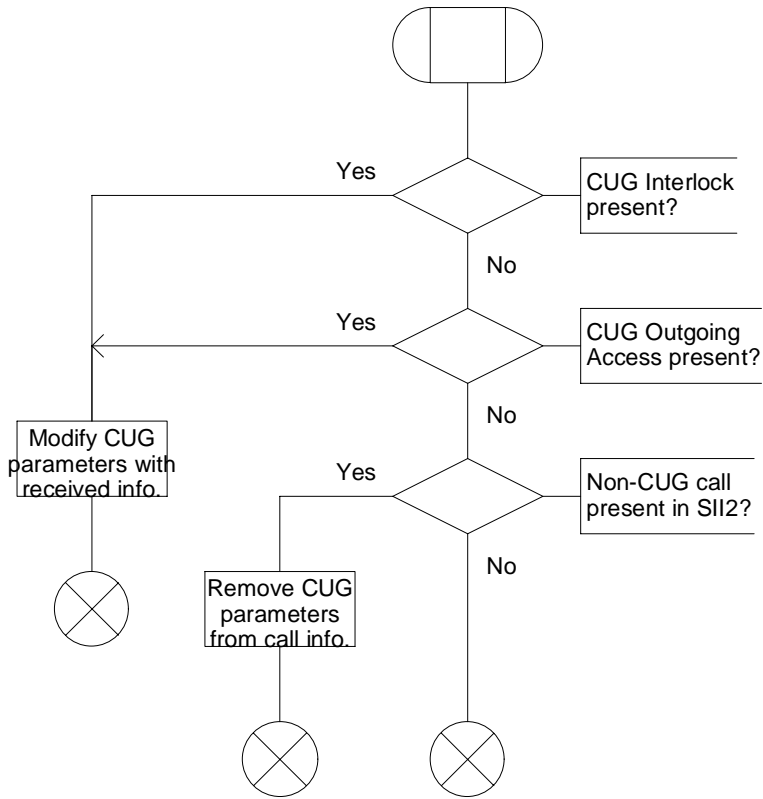 Yes
CUG Interlock
present?
No
Yes
CUG Outgoing
Access present?
No
Modify CUG
parameters with
received info.
Yes
Non-CUG call
present in SII2?
No
Remove CUG
parameters
from call info.